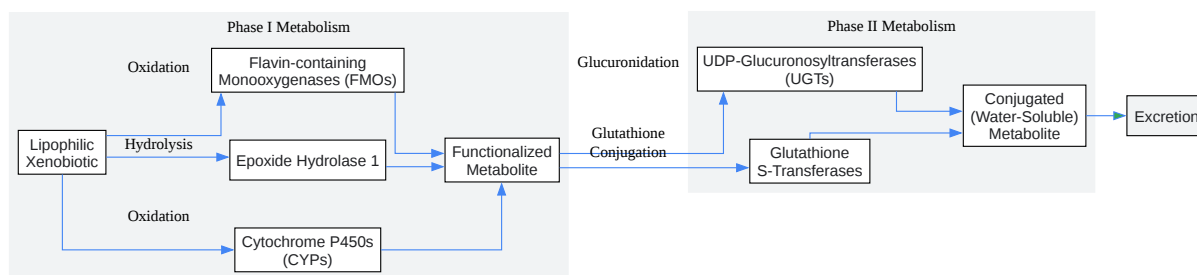 Phase I Metabolism
Oxidation
Flavin-containing
Monooxygenases (FMOs)
Lipophilic
Xenobiotic
Hydrolysis
Epoxide Hydrolase 1
Functionalized
Metabolite
Oxidation
Cytochrome P450s
(CYPs)
Phase II Metabolism
Glucuronidation
UDP-Glucuronosyltransferases
(UGTs)
Glutathione
Conjugation
Glutathione
S-Transferases
Conjugated
(Water-Soluble)
Metabolite
Excretion